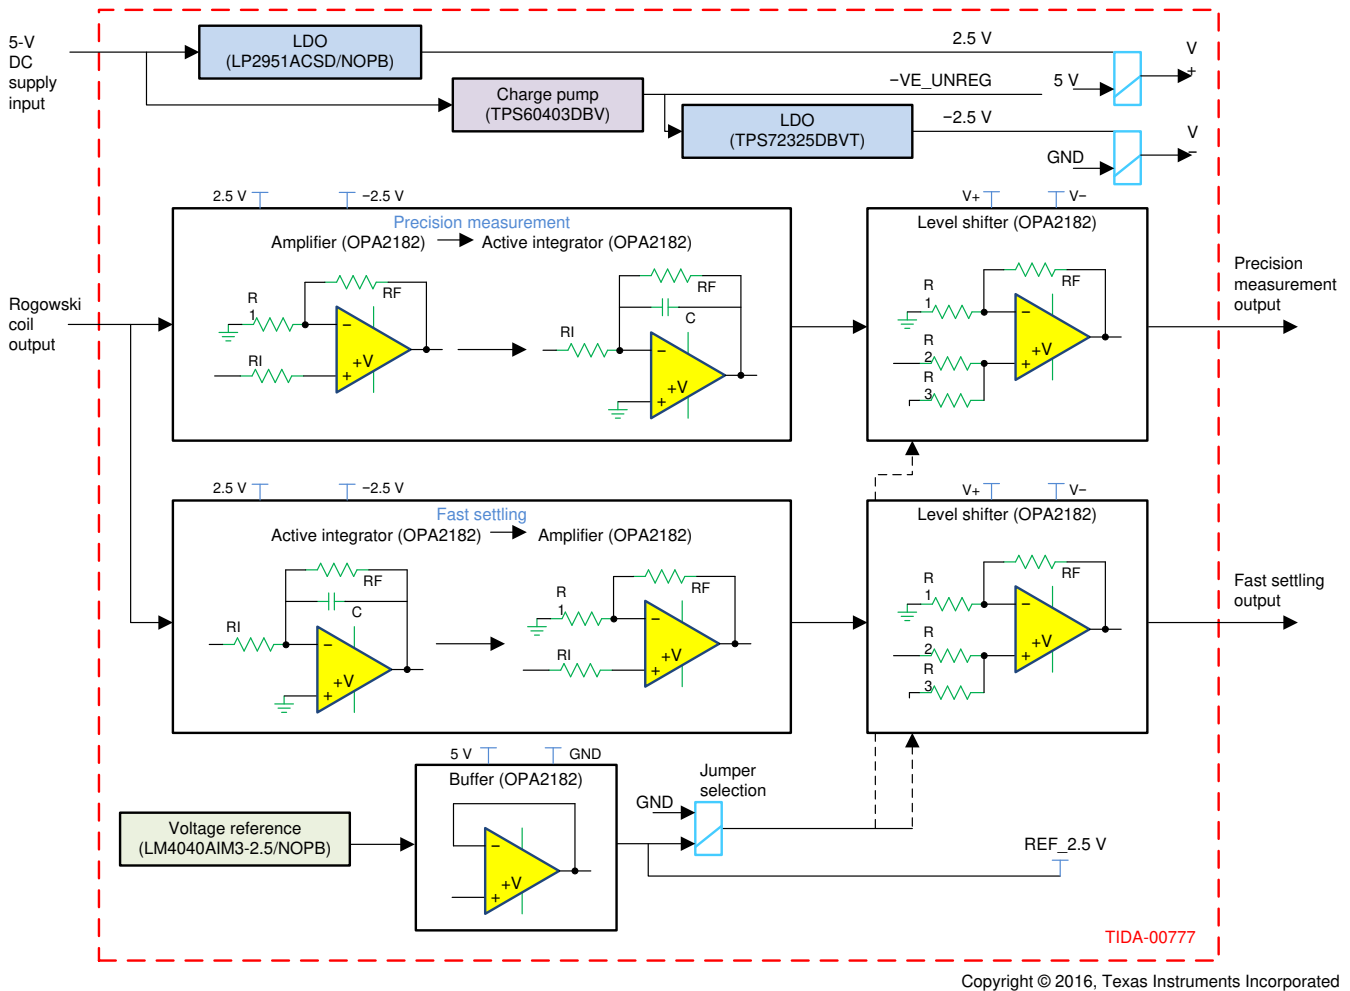 5-V
DC
supply
input
LDO
(LP2951ACSD/NOPB)
2.5 V
V
+
−VE_UNREG
5 V
Charge pump
(TPS60403DBV)
LDO
(TPS72325DBVT)
−2.5 V
V
−
GND
2.5 V
−2.5 V
Precision measurement
Amplifier (OPA2182)
Active integrator (OPA2182)
R
1
RF
RI
−
+V
+
RF
C
RI
−
+V
+
V+
V−
Level shifter (OPA2182)
R
1
RF
R
2
R
3
−
+V
+
Precision
measurement
output
Rogowski
coil
output
2.5 V
−2.5 V
Fast settling
Active integrator (OPA2182)
Amplifier (OPA2182)
RF
C
RI
−
+V
+
R
1
RF
RI
−
+V
+
V+
V−
Level shifter (OPA2182)
R
1
RF
R
2
R
3
−
+V
+
Fast settling
output
5 V
GND
Buffer (OPA2182)
−
+V
+
Voltage reference
(LM4040AIM3-2.5/NOPB)
Jumper
selection
GND
REF_2.5 V
TIDA-00777
Copyright © 2016, Texas Instruments Incorporated